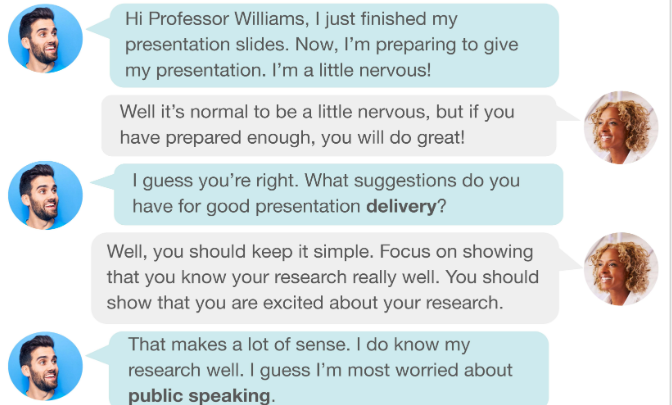 Hi Professor Williams, I just finished my
presentation slides. Now, I'm preparing to give
my presentation. I'm a little nervous!
Well it's normal to be a little nervous, but if you
have prepared enough, you will do great!
I guess you're right. What suggestions do you
have for good presentation delivery?
Well, you should keep it simple. Focus on showing
that you know your research really well. You should
show that you are excited about your research.
That makes a lot of sense. I do know my
research well. I guess I'm most worried about
public speaking.